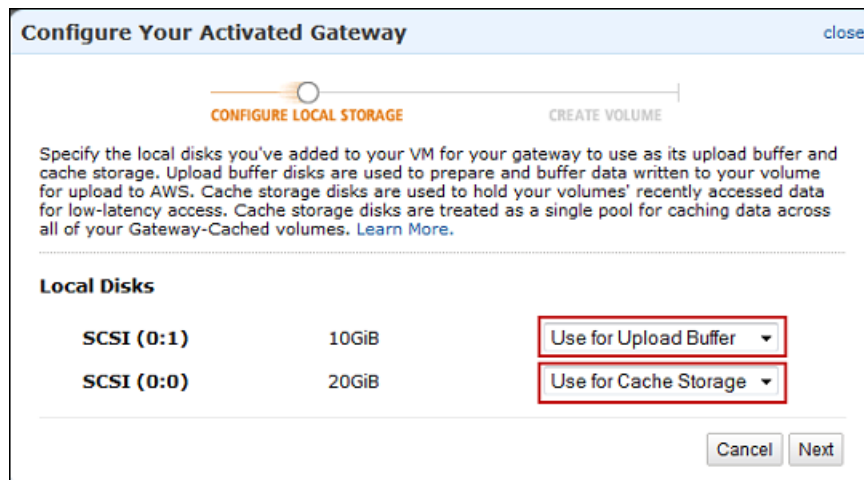 Configure Your Activated Gateway
close
CONFIGURE LOCAL STORAGE
CREATE VOLUME
Specify the local disks you've added to your VM for your gateway to use as its upload buffer and
cache storage. Upload buffer disks are used to prepare and buffer data written to your volume
for upload to AWS. Cache storage disks are used to hold your volumes' recently accessed data
for low-latency access. Cache storage disks are treated as a single pool for caching data across
all of your Gateway-Cached volumes. Learn More.
Local Disks
SCSI (0:1) 10GiB Use for Upload Buffer
SCSI (0:0) 20GiB Use for Cache Storage
Cancel Next